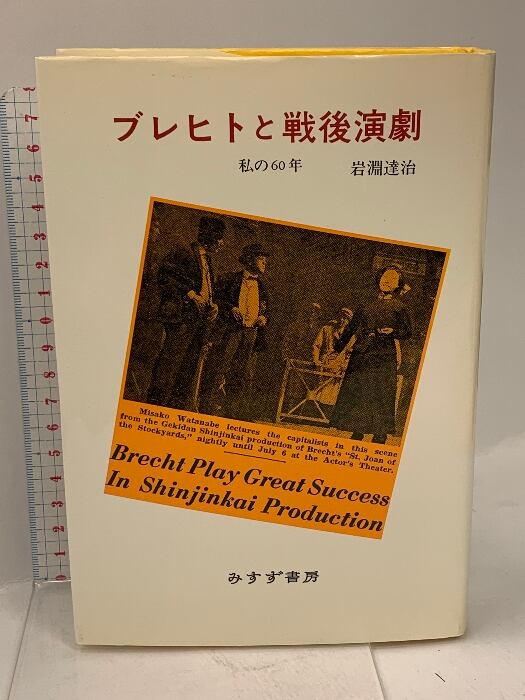 ブレヒトと戦後演劇
私の60年 岩淵達治
Misako Watanabe lectures the capitalists in this scene
from the Gekidan Shinjinkai production of Brecht's "St. Joan of
the Stockyards," nightly until July 6 at the Actor's Theater.
Brecht Play Great Success
In Shinjinkai Production
みすず書房